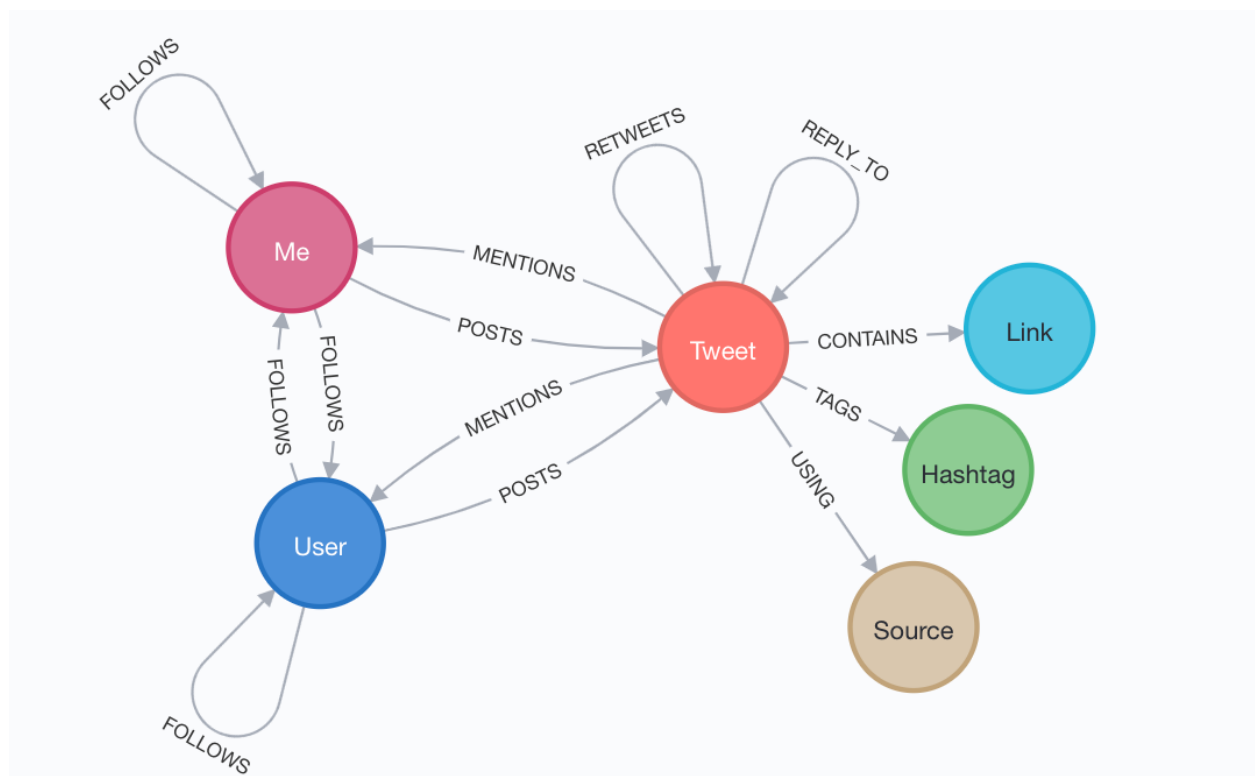 FOLLOWS
RETWEETS
REPLY_TO
Me
MENTIONS
POSTS
Tweet
CONTAINS
Link
FOLLOWS
FOLLOWS
MENTIONS
TAGS
Hashtag
POSTS
USING
User
Source
FOLLOWS